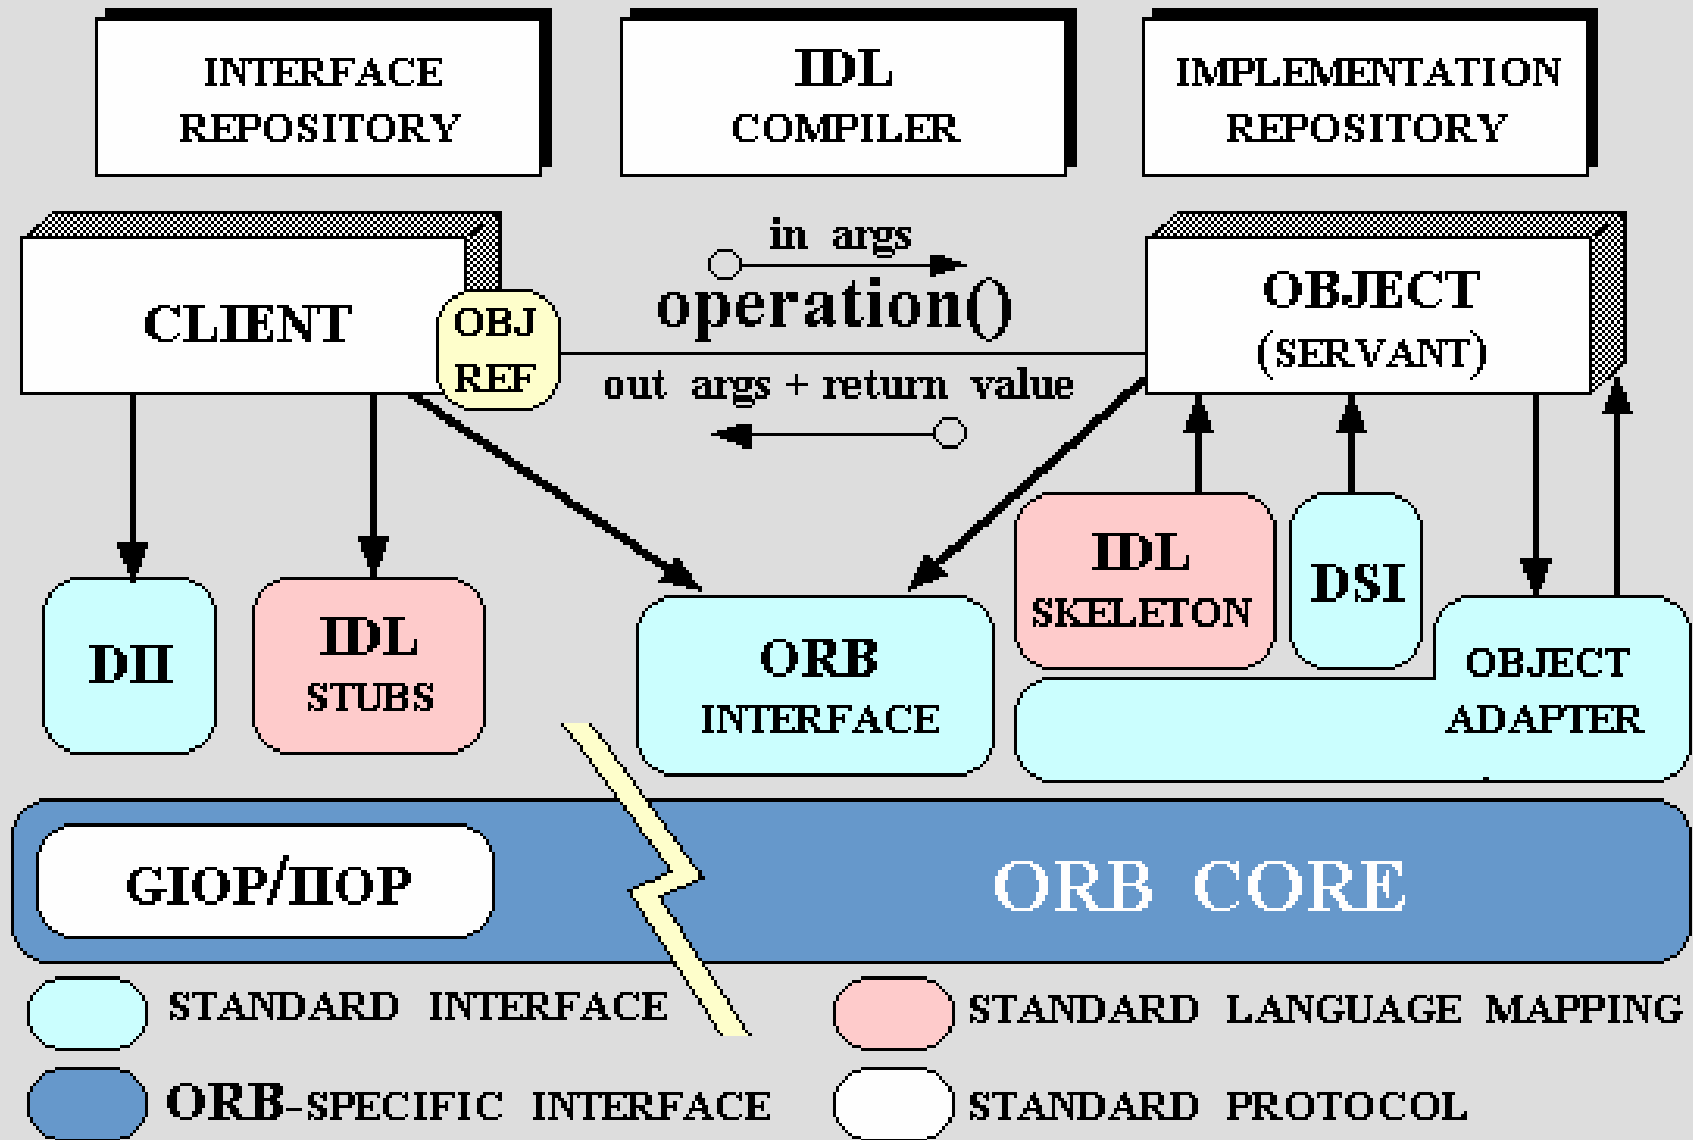 INTERFACE
REPOSITORY
IDL
COMPILER
IMPLEMENTATION
REPOSITORY
in args
operation()
out args + return value
CLIENT
OBJ
REF
OBJECT
(SERVANT)
DII
IDL
STUBS
ORB
INTERFACE
IDL
SKELETON
DSI
OBJECT
ADAPTER
GIOP/IIOP
ORB CORE
STANDARD INTERFACE
STANDARD LANGUAGE MAPPING
ORB-SPECIFIC INTERFACE
STANDARD PROTOCOL